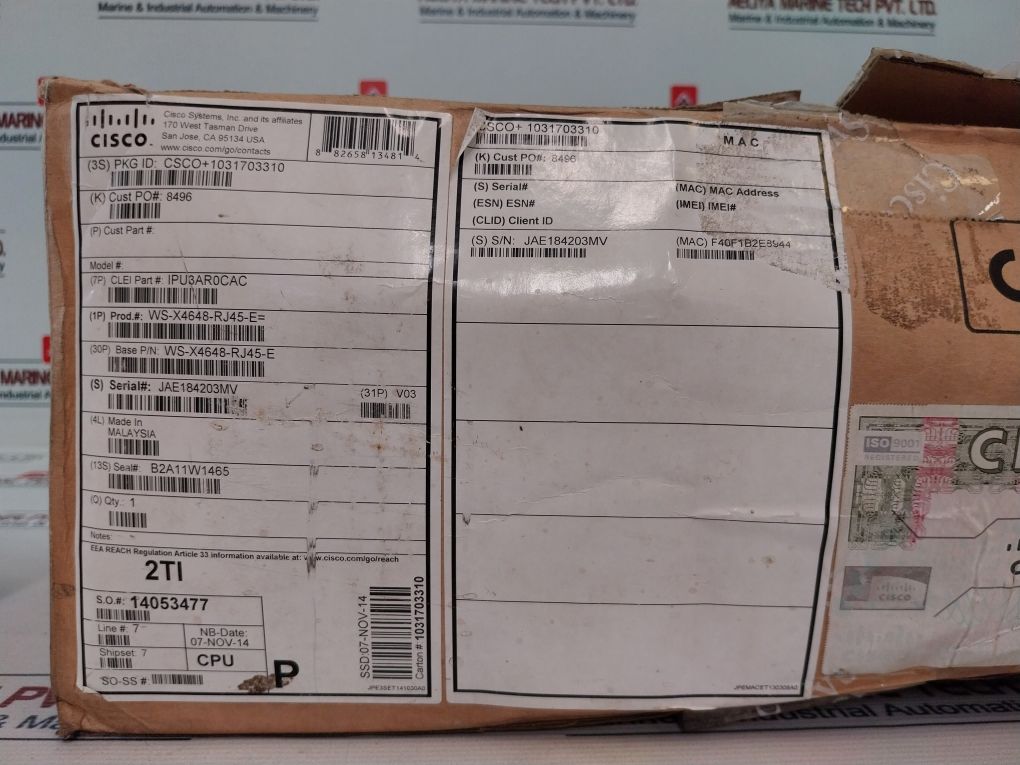 Marine & Industrial Automation & Machinery
AELIYA MARINE TECH PVT. LTD.
Marine & Industrial Automation & Machinery
CISCO
Cisco Systems, Inc. and its affiliates
170 West Tasman Drive
San Jose, CA 95134 USA
www.cisco.com/go/contacts
8 82658 13481 4
(3S) PKG ID: CSCO+1031703310
(K) Cust PO#: 8496
(P) Cust Part #:
Model #:
(7P) CLEI Part #: IPU3AR0CAC
(1P) Prod.#: WS-X4648-RJ45-E=
(30P) Base P/N: WS-X4648-RJ45-E
(S) Serial#: JAE184203MV
(31P) V03
(4L) Made In
MALAYSIA
(13S) Seal#: B2A11W1465
(Q) Qty.: 1
Notes:
EEA REACH Regulation Article 33 information available at: www.cisco.com/go/reach
2TI
S.O.#: 14053477
Line #: 7
NB-Date:
07-NOV-14
Shipset: 7
CPU
SO-SS #:
P
SSD:07-NOV-14
Carton # 1031703310
JPE3SET141030A0
CSCO+ 1031703310
MAC
(K) Cust PO#: 8496
(S) Serial#
(MAC) MAC Address
(ESN) ESN#
(IMEI) IMEI#
(CLID) Client ID
(S) S/N: JAE184203MV
(MAC) F40F1B2E8944
JPEMACET130308A0
Cisco
ISO 9001
REGISTERED
CISCO